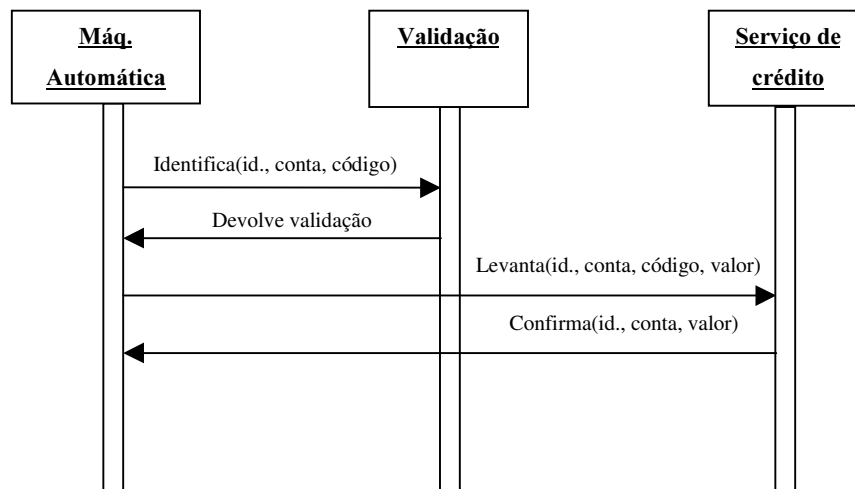 Máq.
Automática
Validação
Serviço de
crédito
Identifica(id., conta, código)
Devolve validação
Levanta(id., conta, código, valor)
Confirma(id., conta, valor)